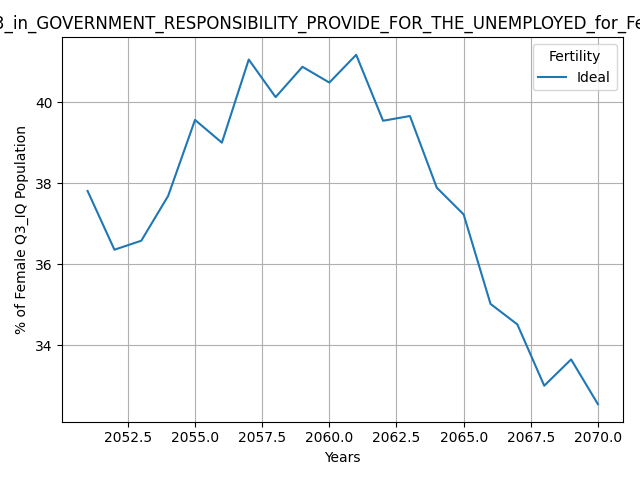 3_in_GOVERNMENT_RESPONSIBILITY_PROVIDE_FOR_THE_UNEMPLOYED_for_Fe
Fertility
Ideal
% of Female Q3_IQ Population
40
38
36
34
2052.5 2055.0 2057.5 2060.0 2062.5 2065.0 2067.5 2070.0
Years